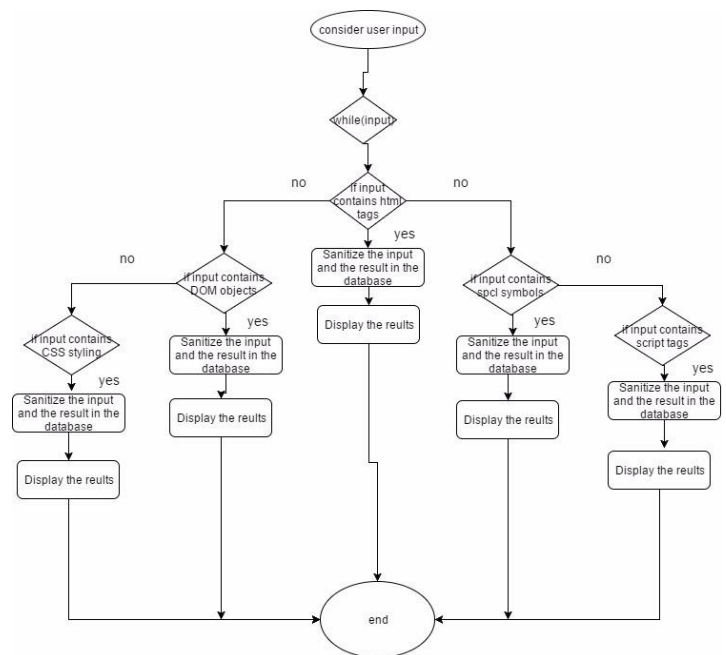 consider user input
while(input)
no
if input
contains html
tags
no
yes
Sanitize the input
and the result in the
database
Display the reults
no
if input contains
DOM objects
yes
Sanitize the input
and the result in the
database
Display the reults
if input contains
CSS styling
yes
Sanitize the input
and the result in the
database
Display the reults
if input contains
spcl symbols
no
yes
Sanitize the input
and the result in the
database
Display the reults
if input contains
script tags
yes
Sanitize the input
and the result in the
database
Display the reults
end